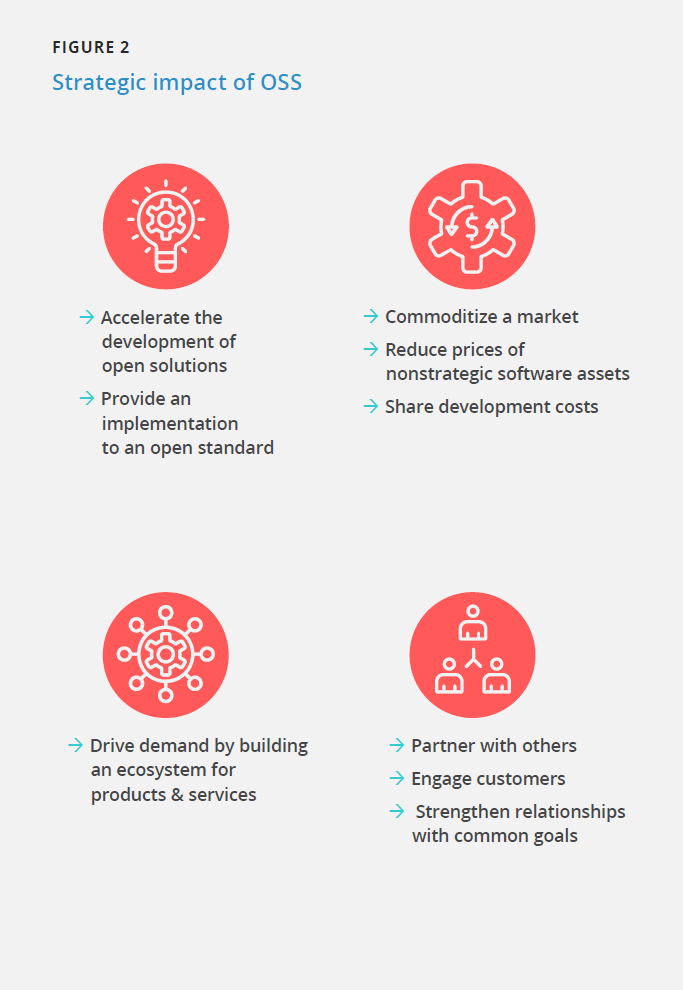 FIGURE 2
Strategic impact of OSS
→ Accelerate the
development of
open solutions
→ Provide an
implementation
to an open standard
→ Commoditize a market
→ Reduce prices of
nonstrategic software assets
→ Share development costs
→ Drive demand by building
an ecosystem for
products & services
→ Partner with others
→ Engage customers
→ Strengthen relationships
with common goals